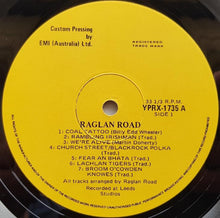 Custom Pressing
by
EMI (Australia) Ltd.
REGISTERED
TRADE MARK
33 1/3 R.P.M.
YPRX-1735 A
SIDE 1
RAGLAN ROAD
1: COAL TATTOO (Billy Edd Wheeler)
2: RAMBLING IRISHMAN (Trad.)
3: WE'RE ALIVE (Martin Doherty)
4: CHURCH STREET/BLACKROCK POLKA
(Trad.)
5: FEAR AN BHATA (Trad.)
6: LACHLAN TIGERS (Trad.)
7: BROOM O'COWDEN
KNOWES (Trad.)
All tracks arranged by Raglan Road
Recorded at Leeds
Studios